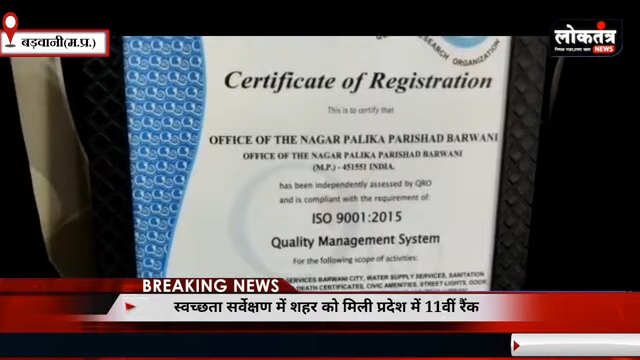 बड़वानी(म.प्र.)
लोकतंत्र
NEWS
RESEARCH ORGANIZATION
Certificate of Registration
This is to certify that
OFFICE OF THE NAGAR PALIKA PARISHAD BARWANI
OFFICE OF THE NAGAR PALIKA PARISHAD BARWANI
(M.P.) - 451551 INDIA.
has been independently assessed by QRO
and is compliant with the requirement of:
ISO 9001:2015
Quality Management System
For the following scope of activities:
SERVICES BARWANI CITY, WATER SUPPLY SERVICES, SANITATION
DEATH CERTIFICATES, CIVIC AMENITIES, STREET LIGHTS, DOOR
BREAKING NEWS
स्वच्छता सर्वेक्षण में शहर को मिली प्रदेश में 11वीं रैंक